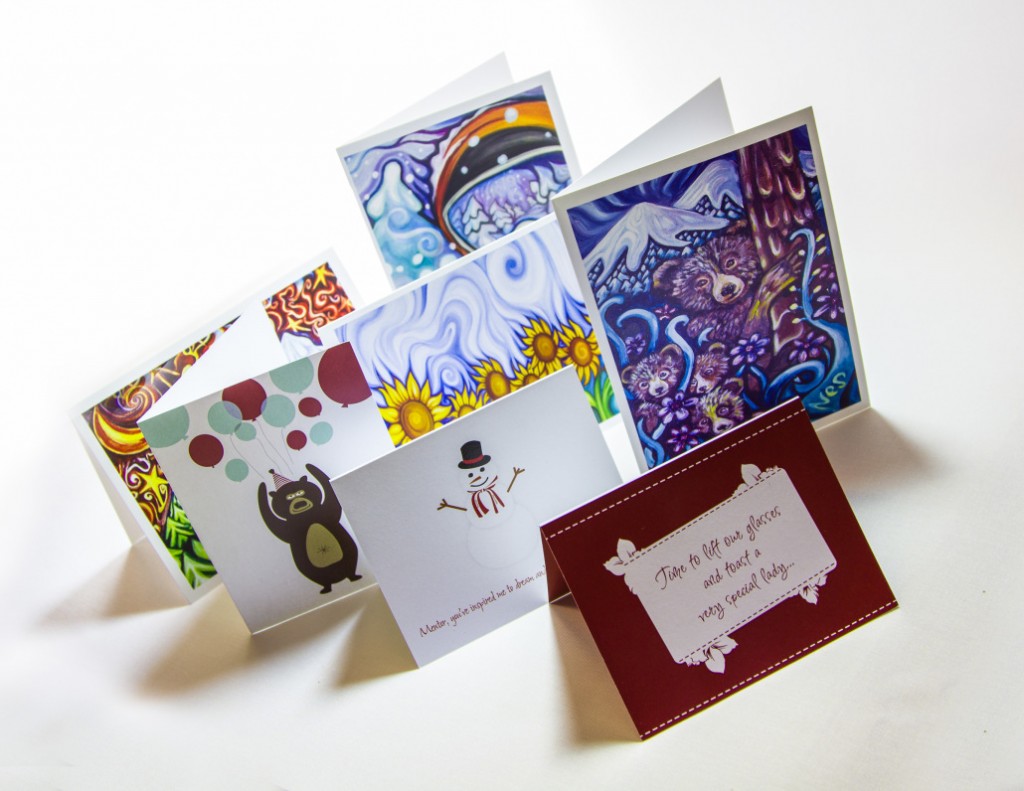 Nes
Mentor, you've inspired me to dream
Time to lift our glasses
and toast a
very special lady...